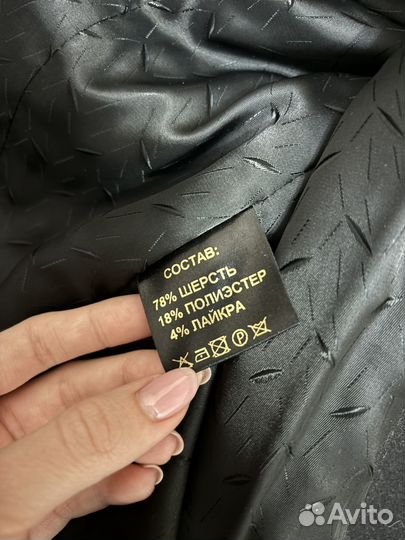 СОСТАВ:
78% ШЕРСТЬ
18% ПОЛИЭСТЕР
4% ЛАЙКРА
P
Avito